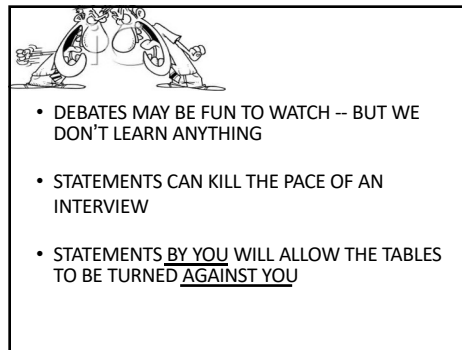 • DEBATES MAY BE FUN TO WATCH -- BUT WE
DON’T LEARN ANYTHING
• STATEMENTS CAN KILL THE PACE OF AN
INTERVIEW
• STATEMENTS BY YOU WILL ALLOW THE TABLES
TO BE TURNED AGAINST YOU